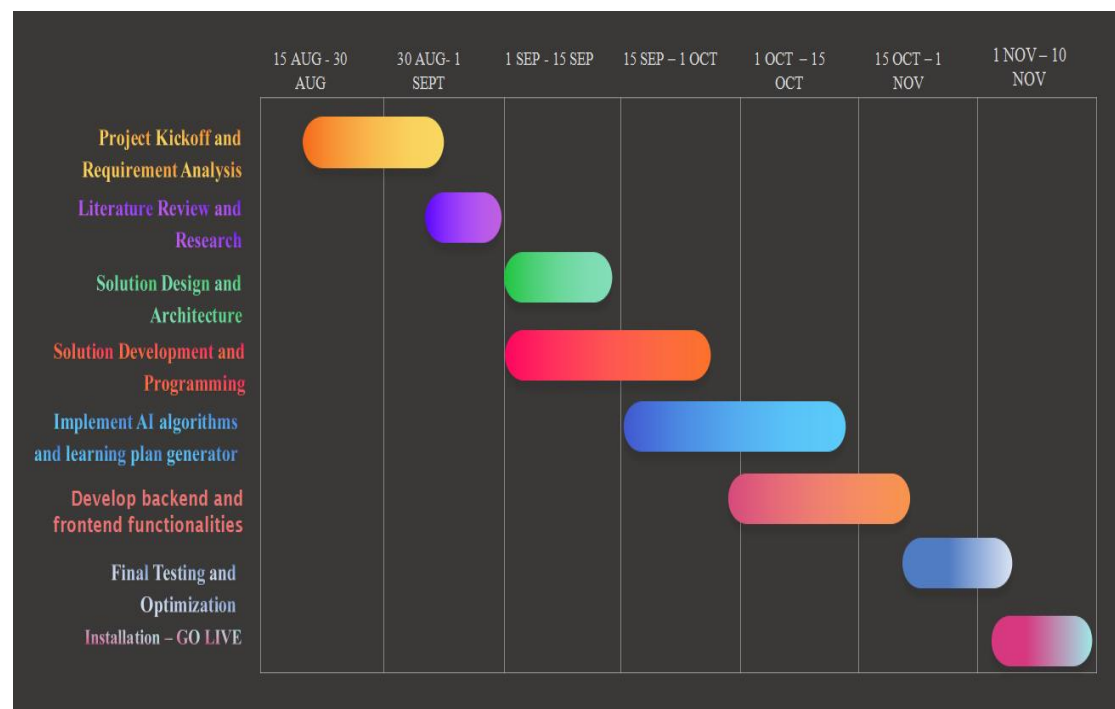 15 AUG - 30
AUG
30 AUG- 1
SEPT
1 SEP - 15 SEP
15 SEP – 1 OCT
1 OCT – 15
OCT
15 OCT – 1
NOV
1 NOV – 10
NOV
Project Kickoff and
Requirement Analysis
Literature Review and
Research
Solution Design and
Architecture
Solution Development and
Programming
Implement AI algorithms
and learning plan generator
Develop backend and
frontend functionalities
Final Testing and
Optimization
Installation – GO LIVE